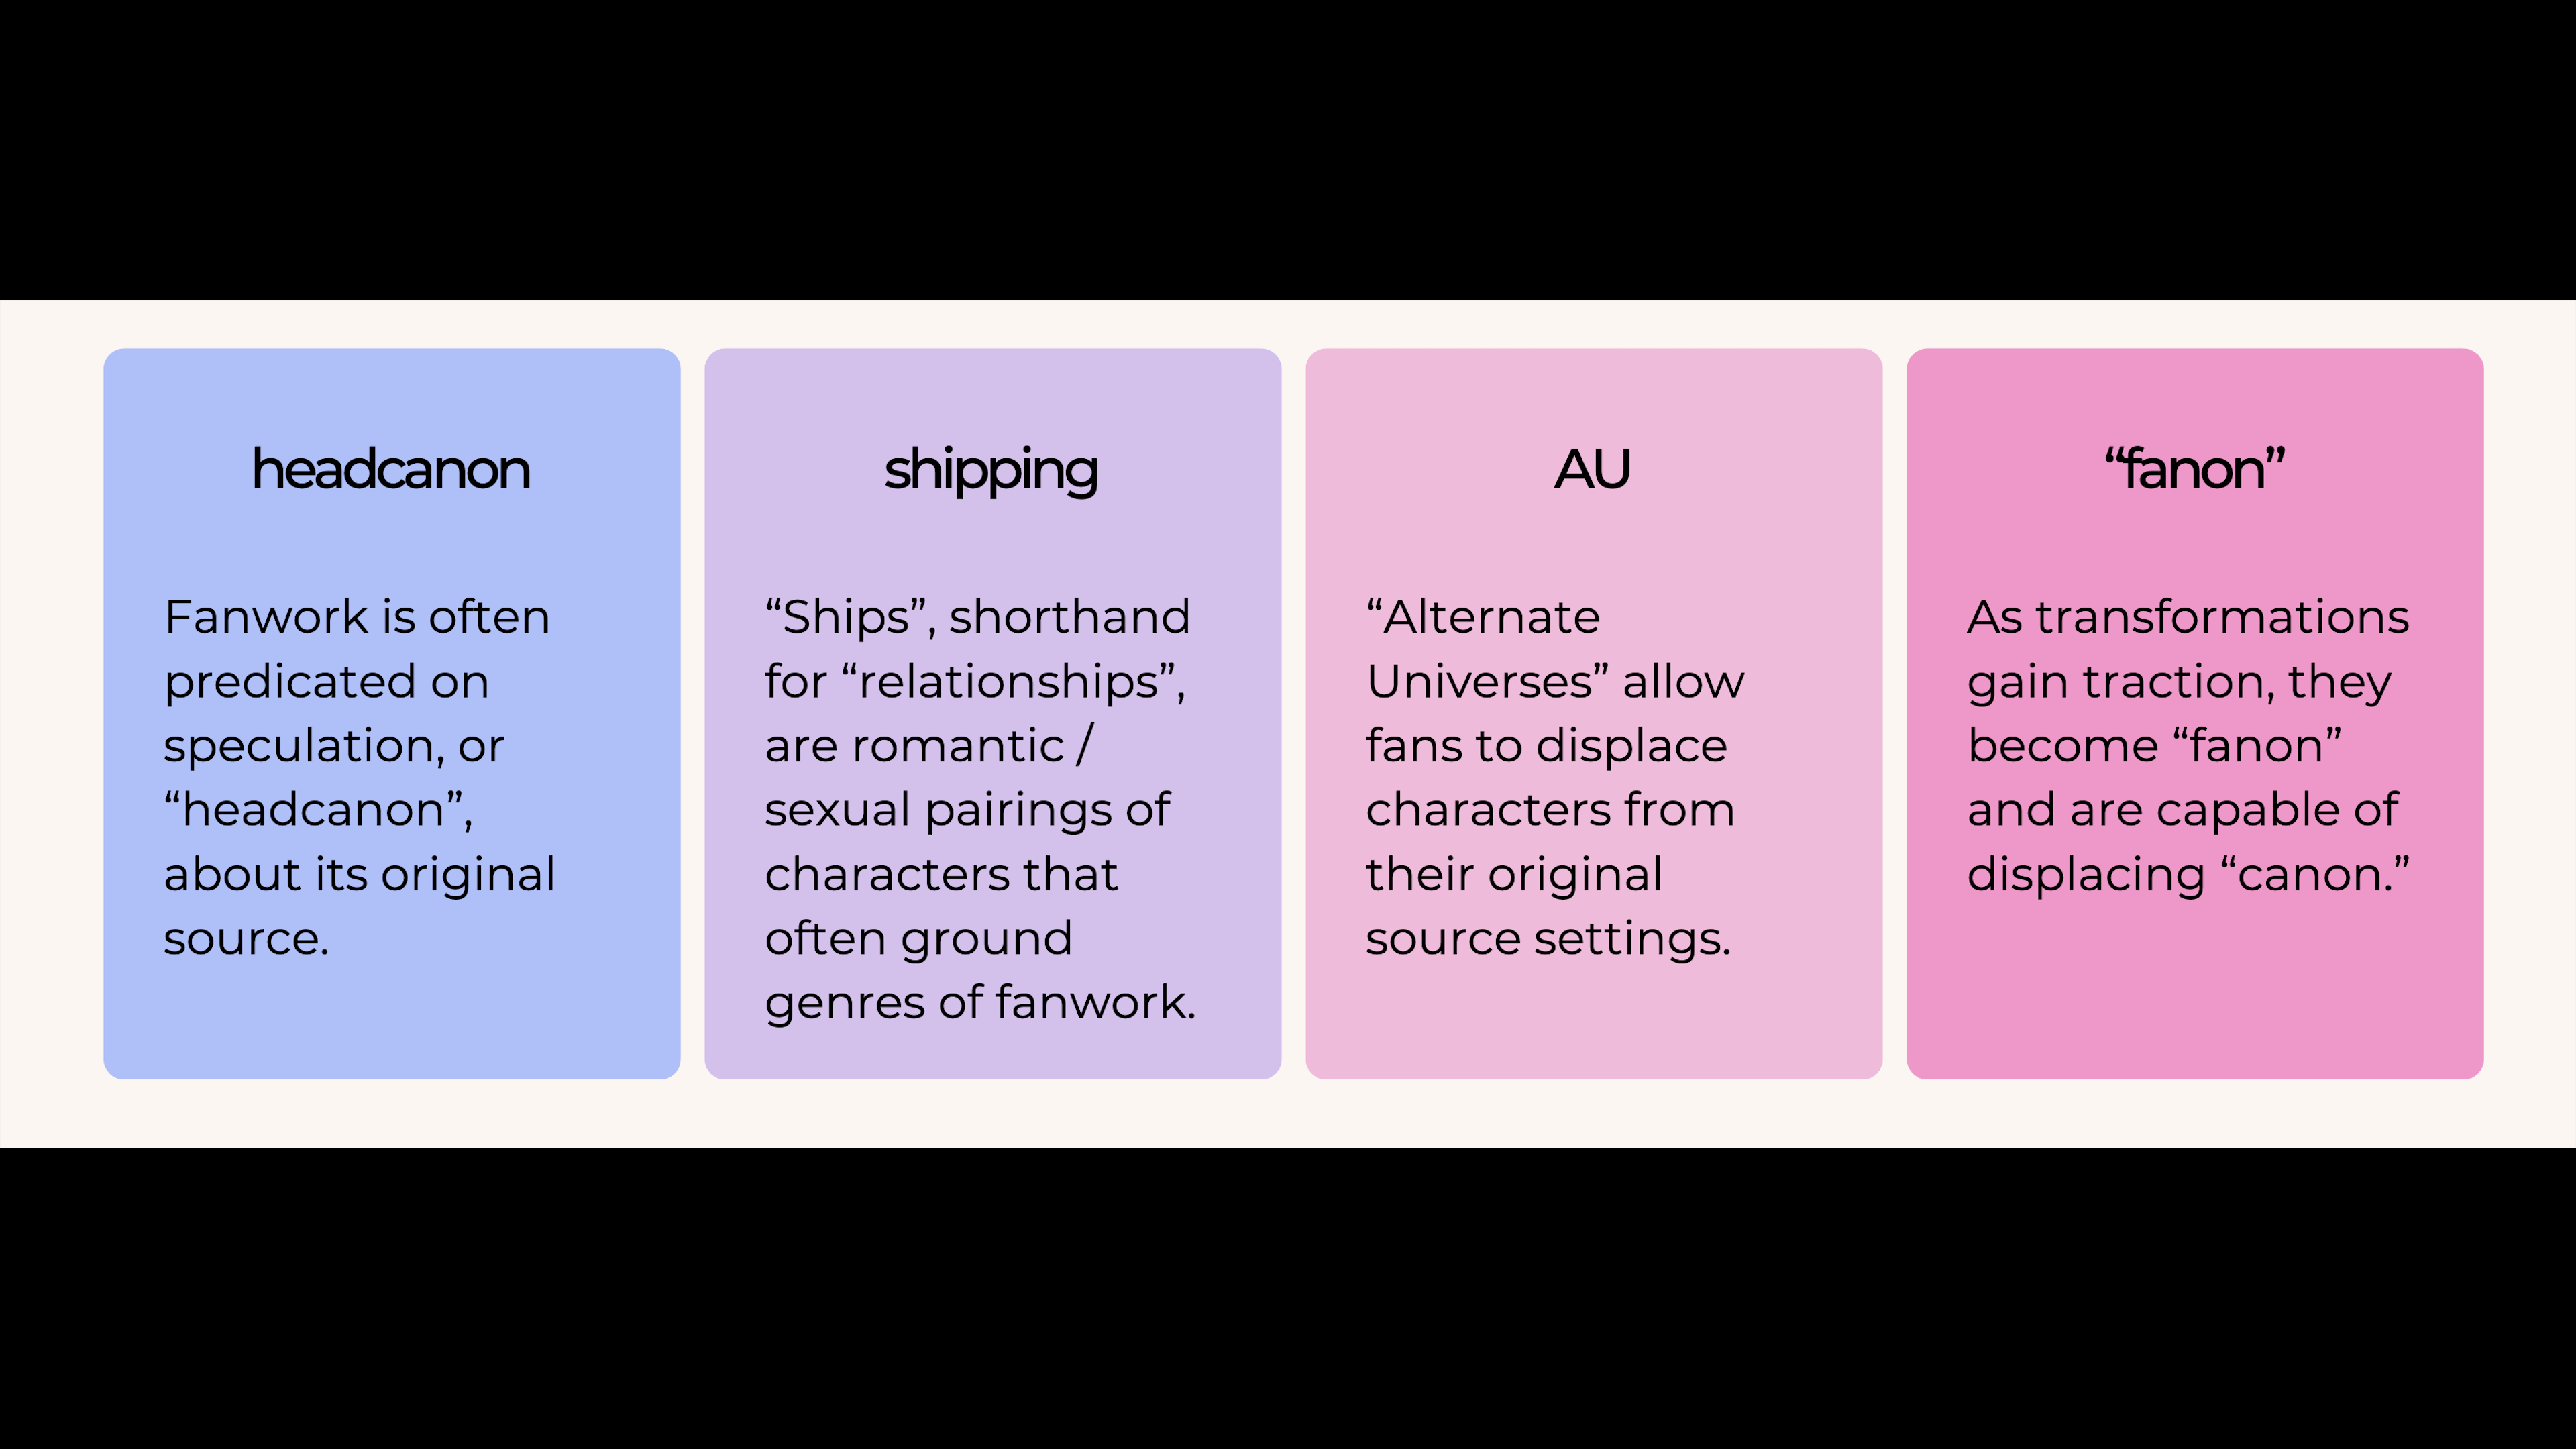 headcanon
Fanwork is often
predicated on
speculation, or
“headcanon”,
about its original
source.
shipping
“Ships”, shorthand
for “relationships”,
are romantic /
sexual pairings of
characters that
often ground
genres of fanwork.
AU
“Alternate
Universes” allow
fans to displace
characters from
their original
source settings.
“fanon”
As transformations
gain traction, they
become “fanon”
and are capable of
displacing “canon.”